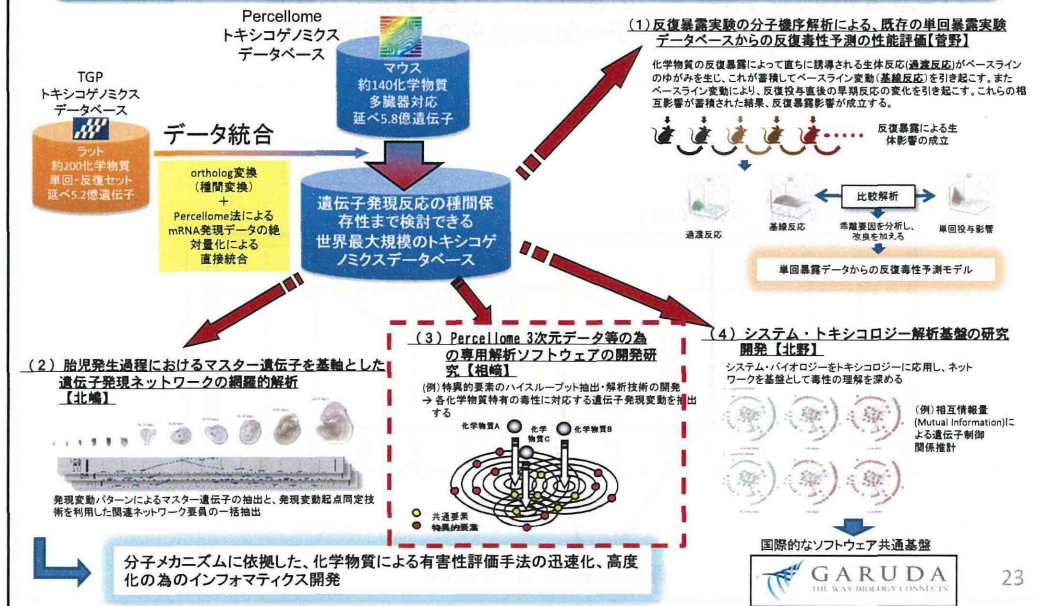 Percellome
トキシコゲノミクス
データベース
マウス
約140化学物質
多臓器対応
延べ5.8億遺伝子
TGP
トキシコゲノミクス
データベース
ラット
約200化学物質
単回・反復セット
延べ5.2億遺伝子
データ統合
ortholog変換
(種間変換)
+
Percellome法による
mRNA発現データの絶
対量化による
直接統合
遺伝子発現反応の種間保
存性まで検討できる
世界最大規模のトキシコゲ
ノミクスデータベース
(1)反復暴露実験の分子機序解析による、既存の単回暴露実験
データベースからの反復毒性予測の性能評価【菅野】
化学物質の反復暴露によって直ちに誘導される生体反応(過渡反応)がベースライン
のゆがみを生じ、これが蓄積してベースライン変動(基線反応)を引き起こす。また
ベースライン変動により、反復投与直後の早期反応の変化を引き起こす。これらの相
互影響が蓄積された結果、反復暴露影響が成立する。
反復暴露による生
体影響の成立
過渡反応
基線反応
比較解析
乖離要因を分析し、
改良を加える
単回投与影響
単回暴露データからの反復毒性予測モデル
(2)胎児発生過程におけるマスター遺伝子を基軸とした
遺伝子発現ネットワークの網羅的解析
【北嶋】
発現変動パターンによるマスター遺伝子の抽出と、発現変動起点同定技
術を利用した関連ネットワーク要員の一括抽出
(3) Percellome 3次元データ等の為
の専用解析ソフトウェアの開発研
究【相﨑】
(例)特異的要素のハイスループット抽出・解析技術の開発
→ 各化学物質特有の毒性に対応する遺伝子発現変動を抽出
する
化学物質A
化学
物質C
化学物質B
共通要素
特異的要素
(4)システム・トキシコロジー解析基盤の研究
開発【北野】
システム・バイオロジーをトキシコロジーに応用し、ネット
ワークを基盤として毒性の理解を深める
(例)相互情報量
(Mutual Information)に
よる遺伝子制御
関係推計
国際的なソフトウェア共通基盤
GARUDA
THE WAY BIOLOGY CONNECTS
分子メカニズムに依拠した、化学物質による有害性評価手法の迅速化、高度
化の為のインフォマティクス開発
23